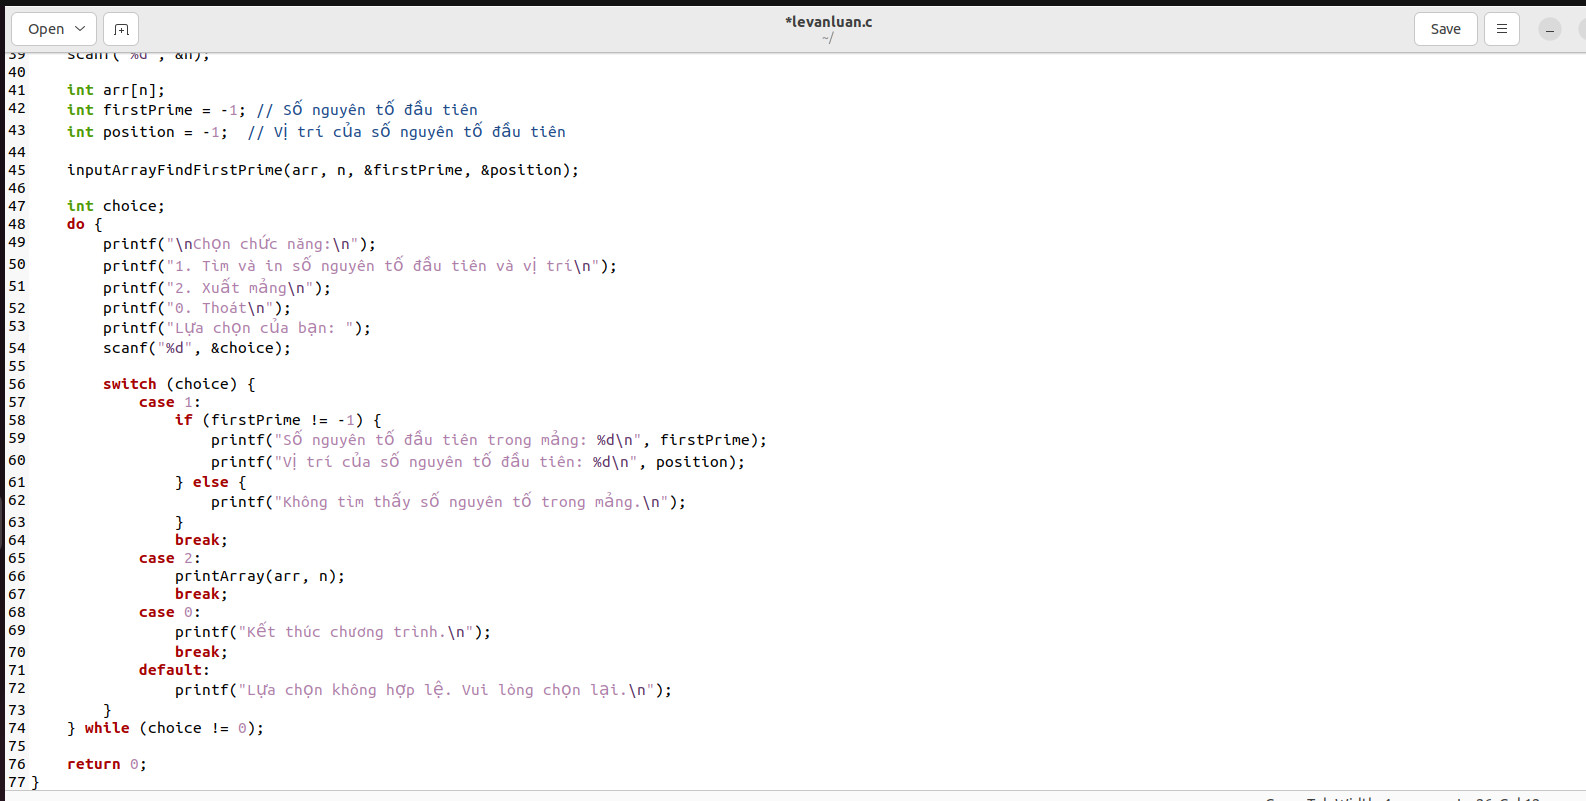 Open
*levanluan.c
~/
Save
39 scanf("%d", &n);
40
41 int arr[n];
42 int firstPrime = -1; // Số nguyên tố đầu tiên
43 int position = -1;  // Vị trí của số nguyên tố đầu tiên
44
45 inputArrayFindFirstPrime(arr, n, &firstPrime, &position);
46
47 int choice;
48 do {
49 printf("\nChọn chức năng:\n");
50 printf("1. Tìm và in số nguyên tố đầu tiên và vị trí\n");
51 printf("2. Xuất mảng\n");
52 printf("0. Thoát\n");
53 printf("Lựa chọn của bạn: ");
54 scanf("%d", &choice);
55
56 switch (choice) {
57 case 1:
58 if (firstPrime != -1) {
59 printf("Số nguyên tố đầu tiên trong mảng: %d\n", firstPrime);
60 printf("Vị trí của số nguyên tố đầu tiên: %d\n", position);
61 } else {
62 printf("Không tìm thấy số nguyên tố trong mảng.\n");
63 }
64 break;
65 case 2:
66 printArray(arr, n);
67 break;
68 case 0:
69 printf("Kết thúc chương trình.\n");
70 break;
71 default:
72 printf("Lựa chọn không hợp lệ. Vui lòng chọn lại.\n");
73 }
74 } while (choice != 0);
75
76 return 0;
77 }